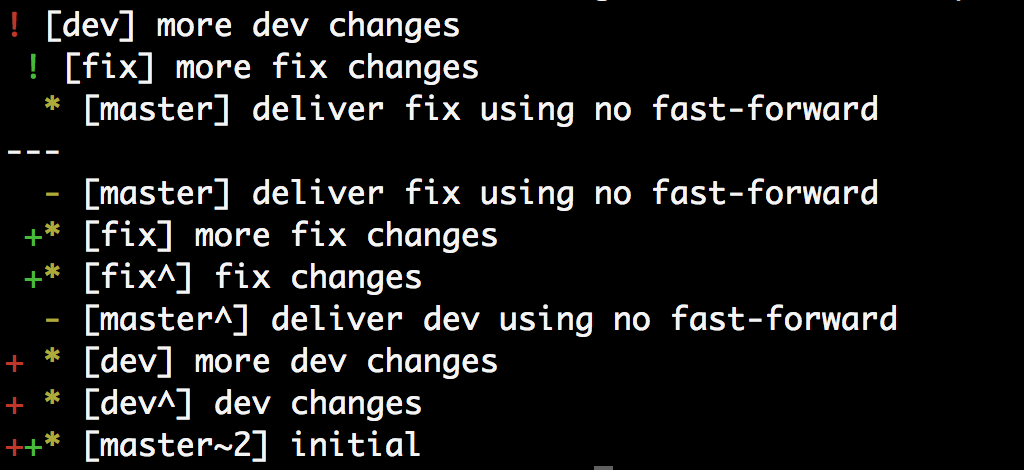 ! [dev] more dev changes
 ! [fix] more fix changes
  * [master] deliver fix using no fast-forward
---
  - [master] deliver fix using no fast-forward
 +* [fix] more fix changes
 +* [fix^] fix changes
  - [master^] deliver dev using no fast-forward
+ * [dev] more dev changes
+ * [dev^] dev changes
++* [master~2] initial